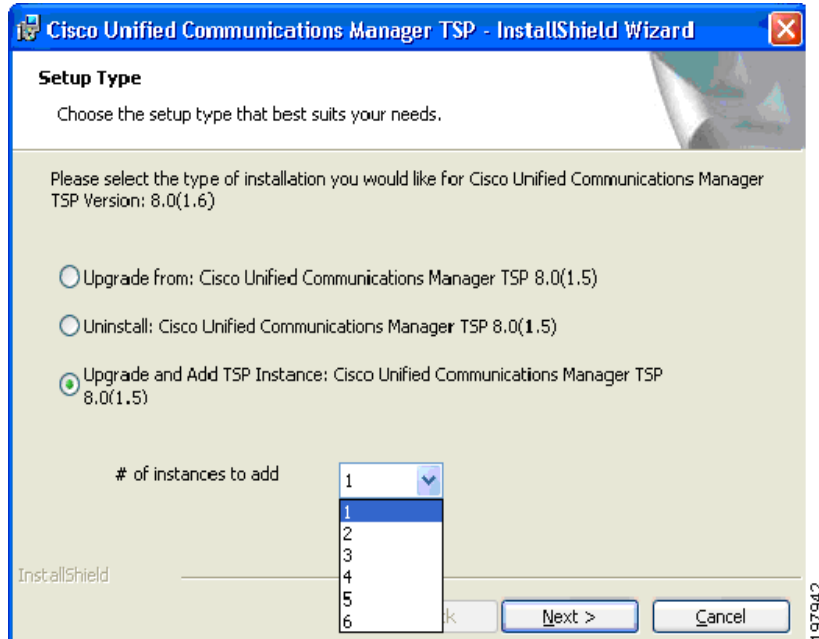 Cisco Unified Communications Manager TSP - InstallShield Wizard
Setup Type
Choose the setup type that best suits your needs.
Please select the type of installation you would like for Cisco Unified Communications Manager
TSP Version: 8.0(1.6)
Upgrade from: Cisco Unified Communications Manager TSP 8.0(1.5)
Uninstall: Cisco Unified Communications Manager TSP 8.0(1.5)
Upgrade and Add TSP Instance: Cisco Unified Communications Manager TSP
8.0(1.5)
# of instances to add
1
1
2
3
4
5
6
InstallShield
Next >
Cancel
197942